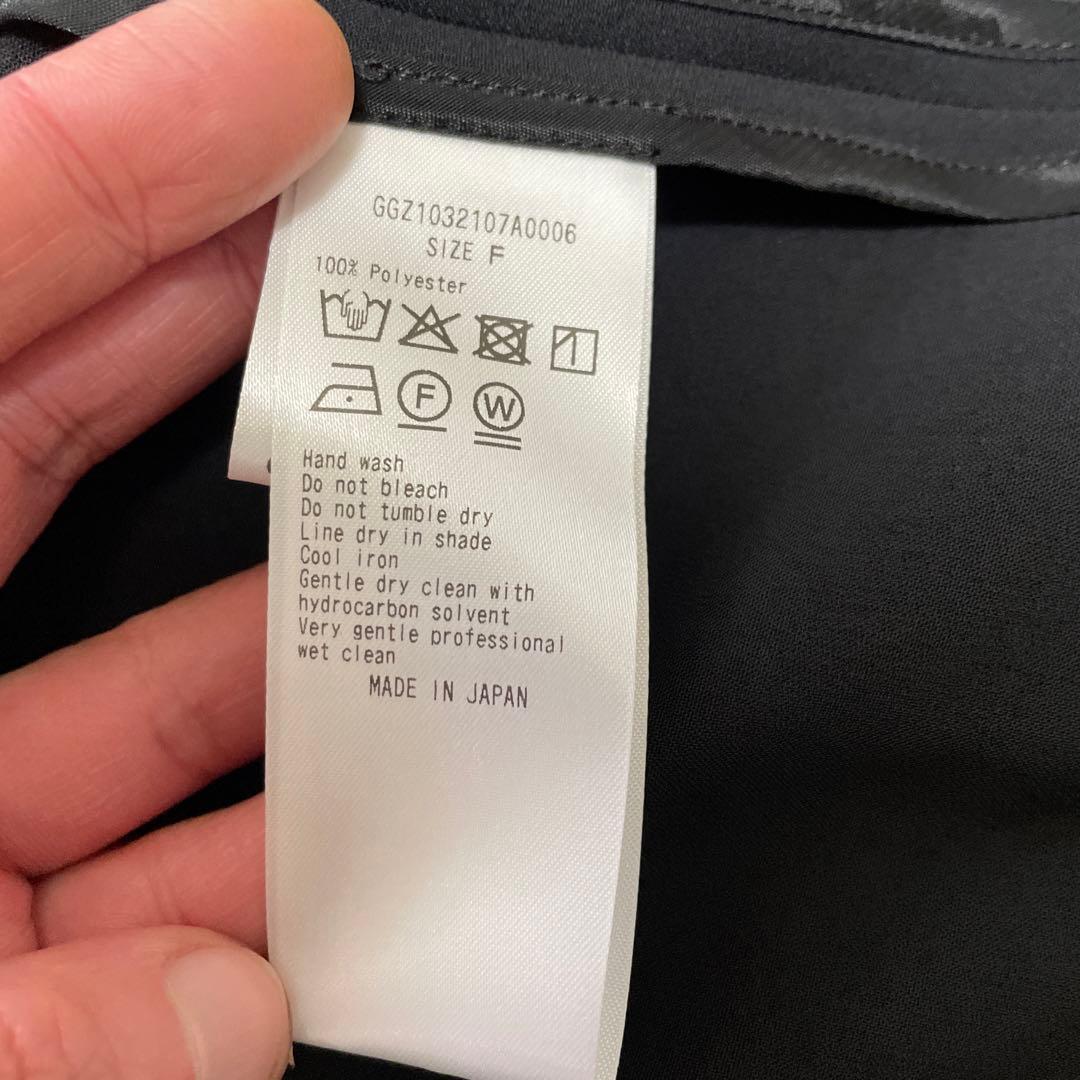 GGZ1032107A0006
SIZE F
100% Polyester
F W
Hand wash
Do not bleach
Do not tumble dry
Line dry in shade
Cool iron
Gentle dry clean with
hydrocarbon solvent
Very gentle professional
wet clean
MADE IN JAPAN